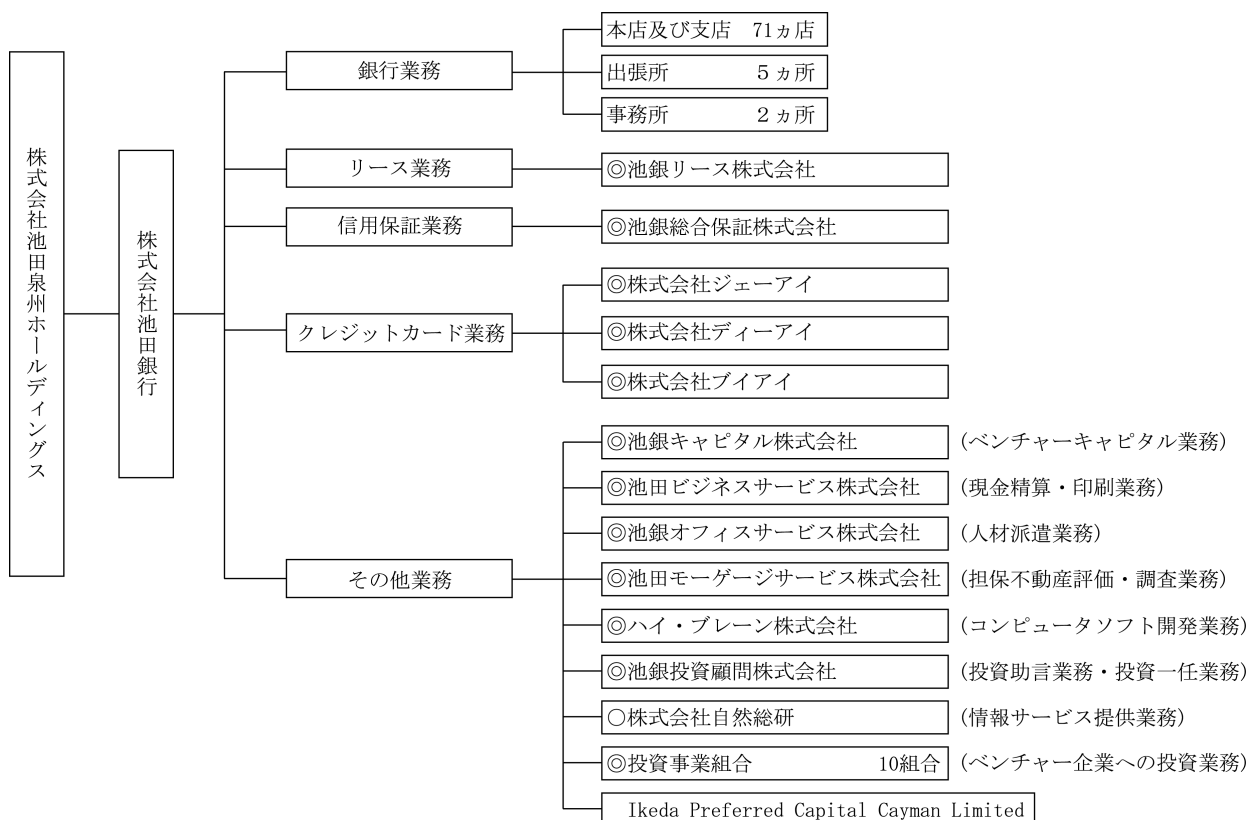 株式会社池田泉州ホールディングス
株式会社池田銀行
銀行業務
本店及び支店 71ヵ店
出張所 5ヵ所
事務所 2ヵ所
リース業務
◎池銀リース株式会社
信用保証業務
◎池銀総合保証株式会社
クレジットカード業務
◎株式会社ジェーアイ
◎株式会社ディーアイ
◎株式会社ブイアイ
その他業務
◎池銀キャピタル株式会社 (ベンチャーキャピタル業務)
◎池田ビジネスサービス株式会社 (現金精算・印刷業務)
◎池銀オフィスサービス株式会社 (人材派遣業務)
◎池田モーゲージサービス株式会社 (担保不動産評価・調査業務)
◎ハイ・ブレーン株式会社 (コンピュータソフト開発業務)
◎池銀投資顧問株式会社 (投資助言業務・投資一任業務)
○株式会社自然総研 (情報サービス提供業務)
◎投資事業組合 10組合 (ベンチャー企業への投資業務)
Ikeda Preferred Capital Cayman Limited